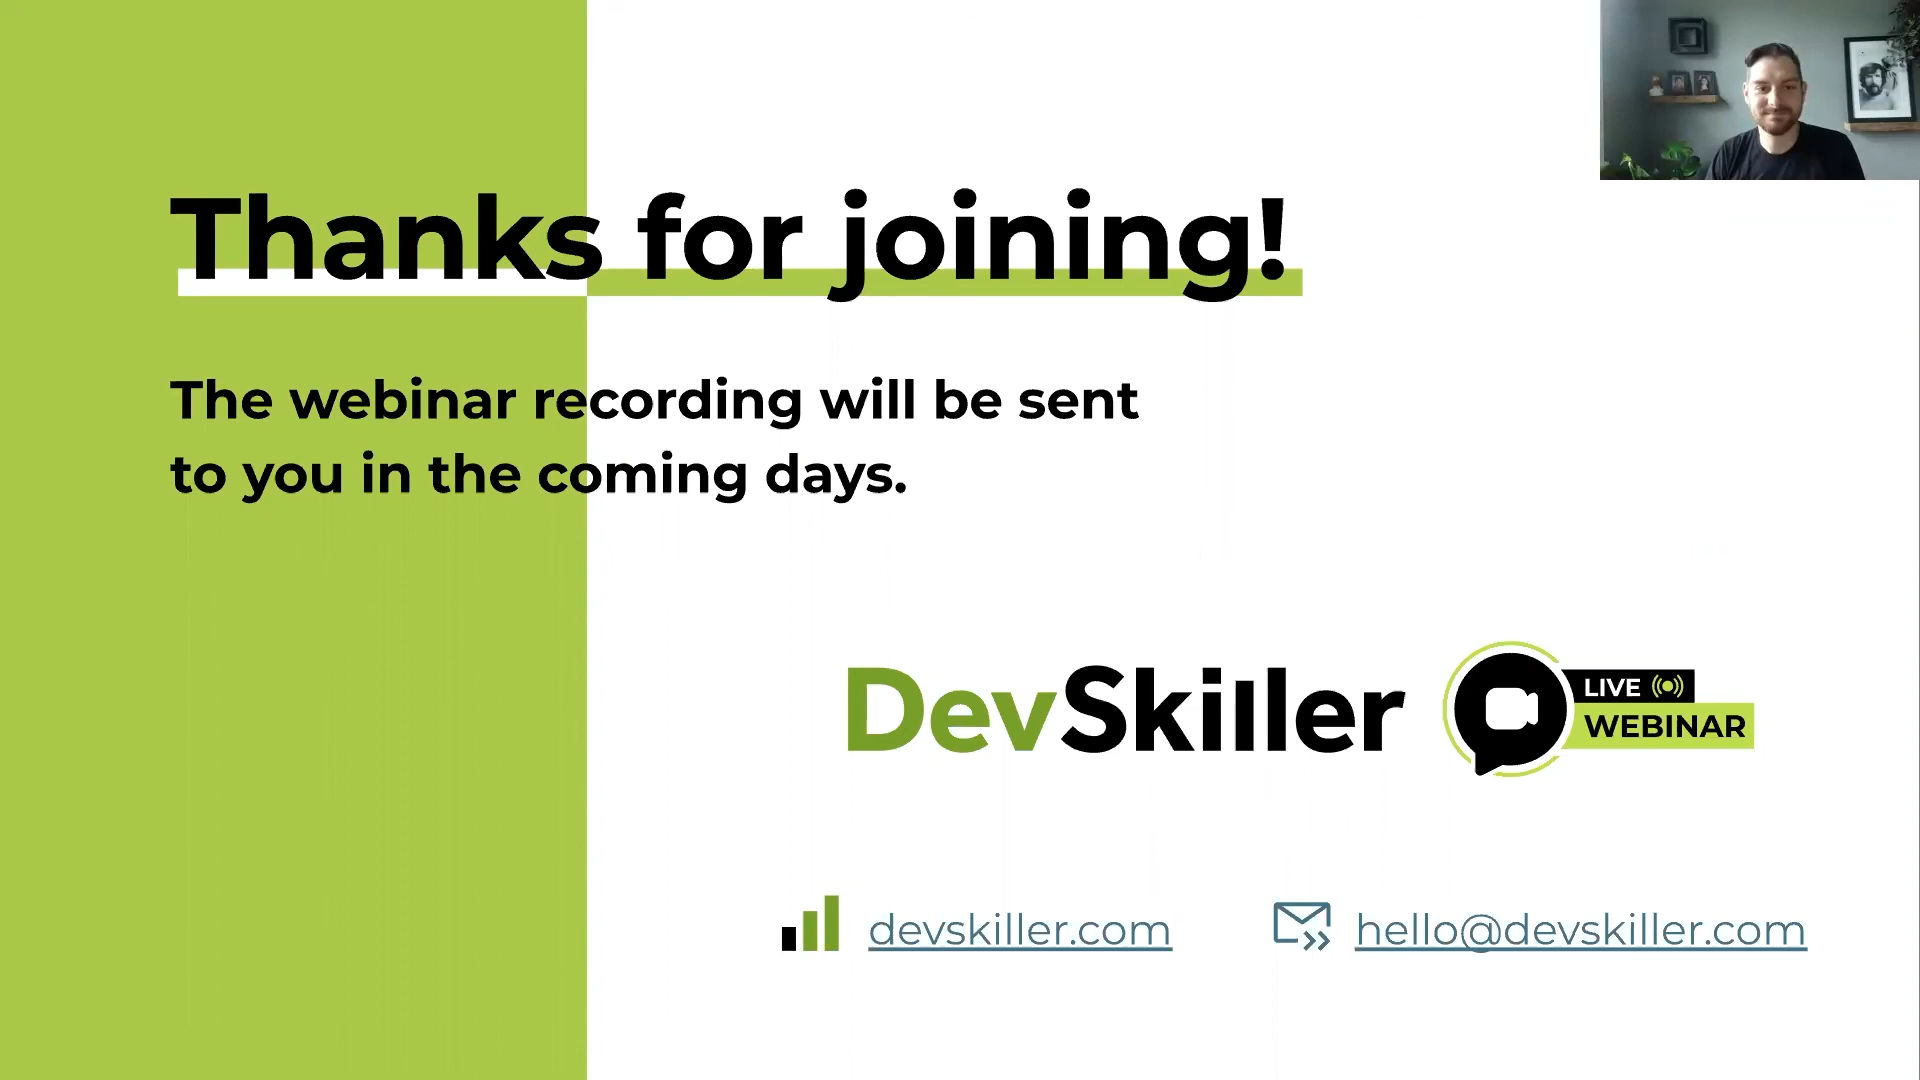 Thanks for joining!
The webinar recording will be sent
to you in the coming days.
DevSkiller
LIVE
WEBINAR
devskiller.com
hello@devskiller.com